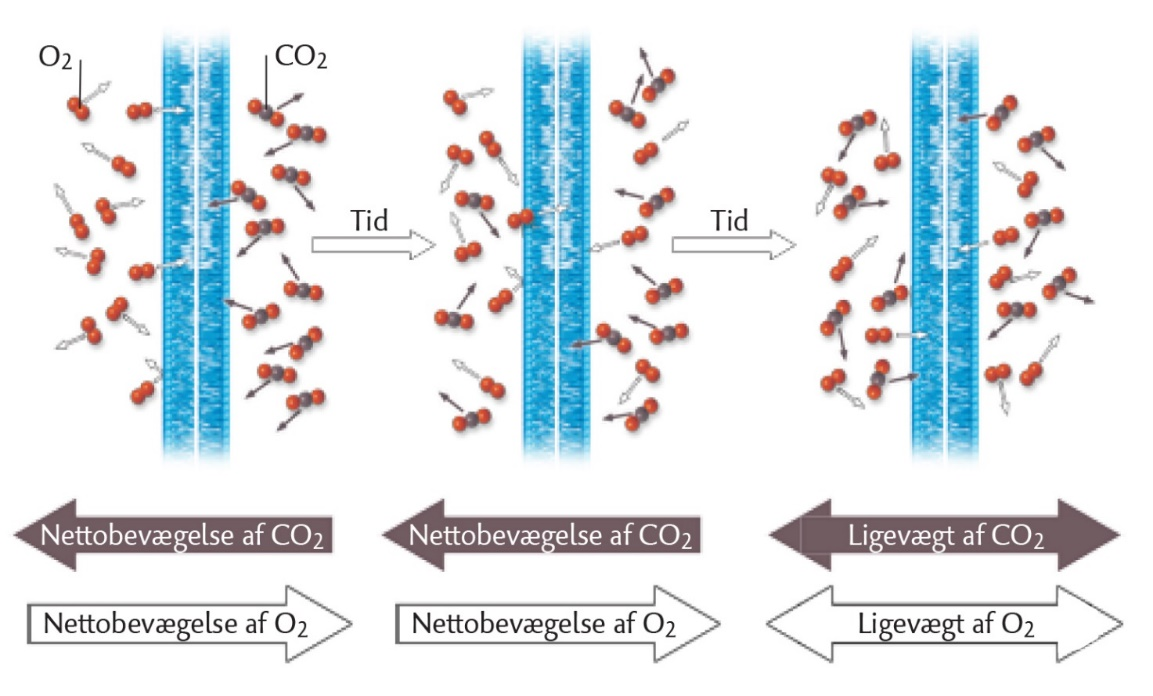 O₂
CO₂
Tid
Tid
Nettobevægelse af CO₂
Nettobevægelse af CO₂
Ligevægt af CO₂
Nettobevægelse af O₂
Nettobevægelse af O₂
Ligevægt af O₂